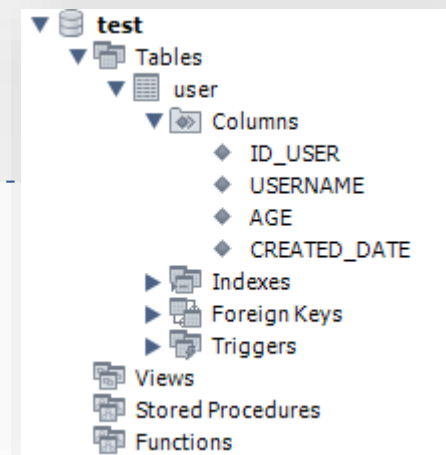 test
Tables
user
Columns
ID_USER
USERNAME
AGE
CREATED_DATE
Indexes
Foreign Keys
Triggers
Views
Stored Procedures
Functions